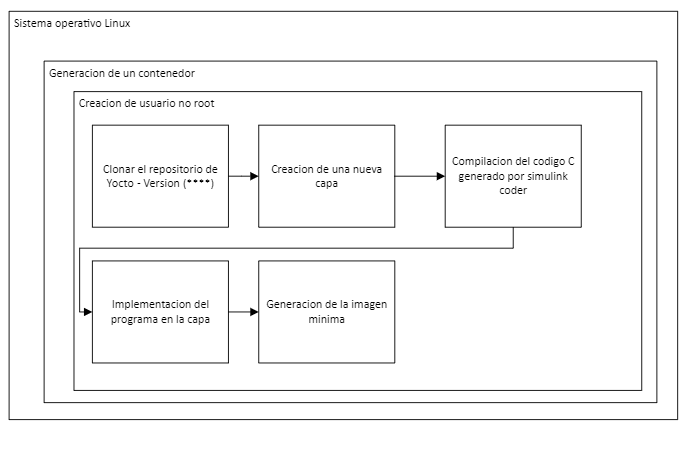 Sistema operativo Linux
Generacion de un contenedor
Creacion de usuario no root
Clonar el repositorio de
Yocto - Version (****)
Creacion de una nueva
capa
Compilacion del codigo C
generado por simulink
coder
Implementacion del
programa en la capa
Generacion de la imagen
minima